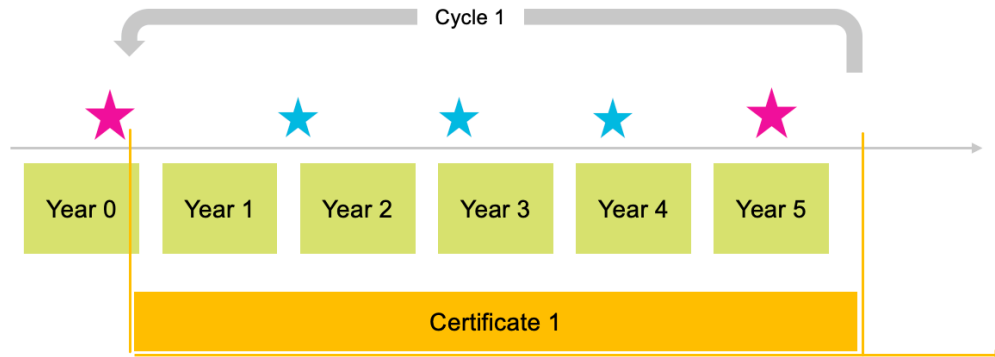 Cycle 1
Year 0
Year 1
Year 2
Year 3
Year 4
Year 5
Certificate 1